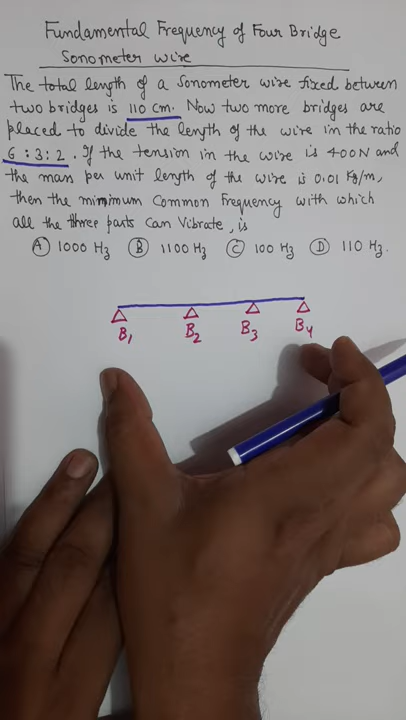 Fundamental Frequency of Four Bridge
Sonometer wire
The total length of a Sonometer wire fixed between
two bridges is 110 cm. Now two more bridges are
placed to divide the length of the wire in the ratio
6 : 3 : 2. If the tension in the wire is 400N and
the mass per unit length of the wire is 0.01 Kg/m,
then the minimum Common Frequency with which
all the three parts Can Vibrate, is
(A) 1000 Hz (B) 1100 Hz (C) 100 Hz (D) 110 Hz.
B1 B2 B3 B4